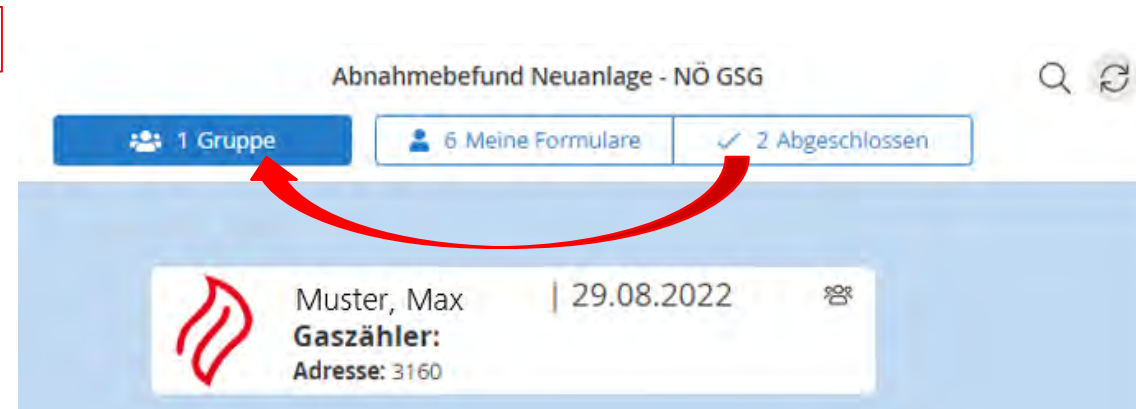 Abnahmebefund Neuanlage - NÖ GSG
1 Gruppe
6 Meine Formulare
2 Abgeschlossen
Muster, Max | 29.08.2022
Gaszähler:
Adresse: 3160